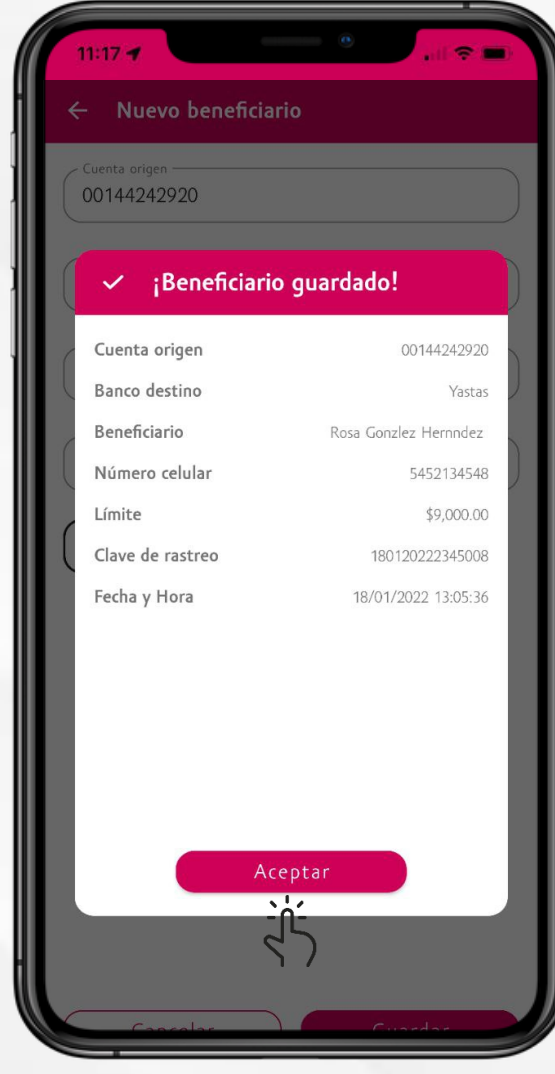 11:17
Nuevo beneficiario
Cuenta origen
00144242920
¡Beneficiario guardado!
Cuenta origen 00144242920
Banco destino Yastas
Beneficiario Rosa Gonzlez Hernndez
Número celular 5452134548
Límite $9,000.00
Clave de rastreo 180120222345008
Fecha y Hora 18/01/2022 13:05:36
Aceptar
Cancelar Guardar